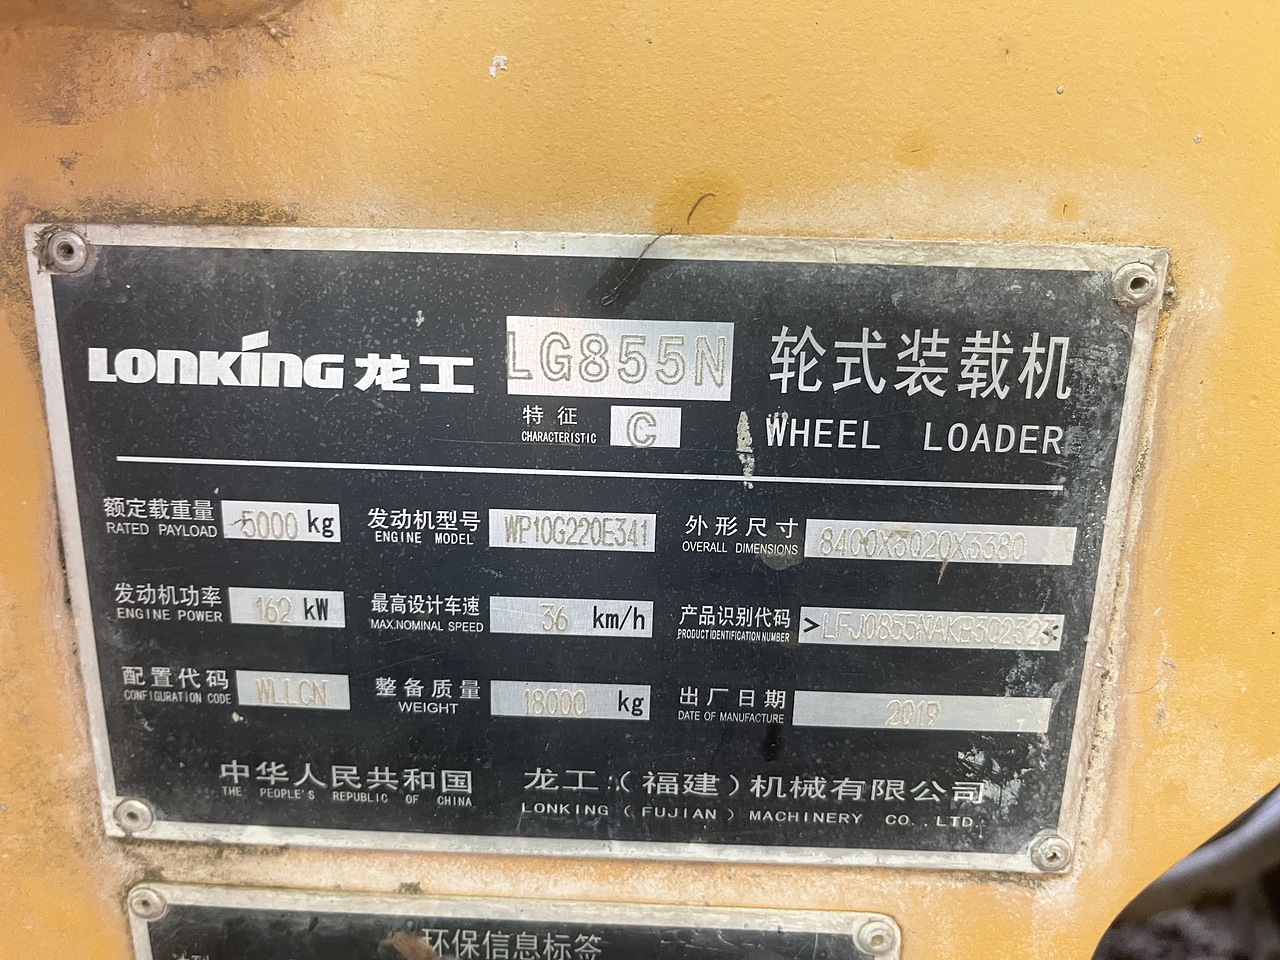 LONKING 龙工 LG855N 轮式装载机
特征 CHARACTERISTIC C WHEEL LOADER
额定载重量 RATED PAYLOAD 5000 kg 发动机型号 ENGINE MODEL WP10G220E341 外形尺寸 OVERALL DIMENSIONS 8400X3020X3380
发动机功率 ENGINE POWER 162 kW 最高设计车速 MAX.NOMINAL SPEED 36 km/h 产品识别代码 PRODUCT IDENTIFICATION NUMBER >LFJ0855NAKB302323<
配置代码 CONFIGURATION CODE WLLCN 整备质量 WEIGHT 18000 kg 出厂日期 DATE OF MANUFACTURE 2019
中华人民共和国 龙工（福建）机械有限公司
THE PEOPLE'S REPUBLIC OF CHINA LONKING (FUJIAN) MACHINERY CO.,LTD.
环保信息标签